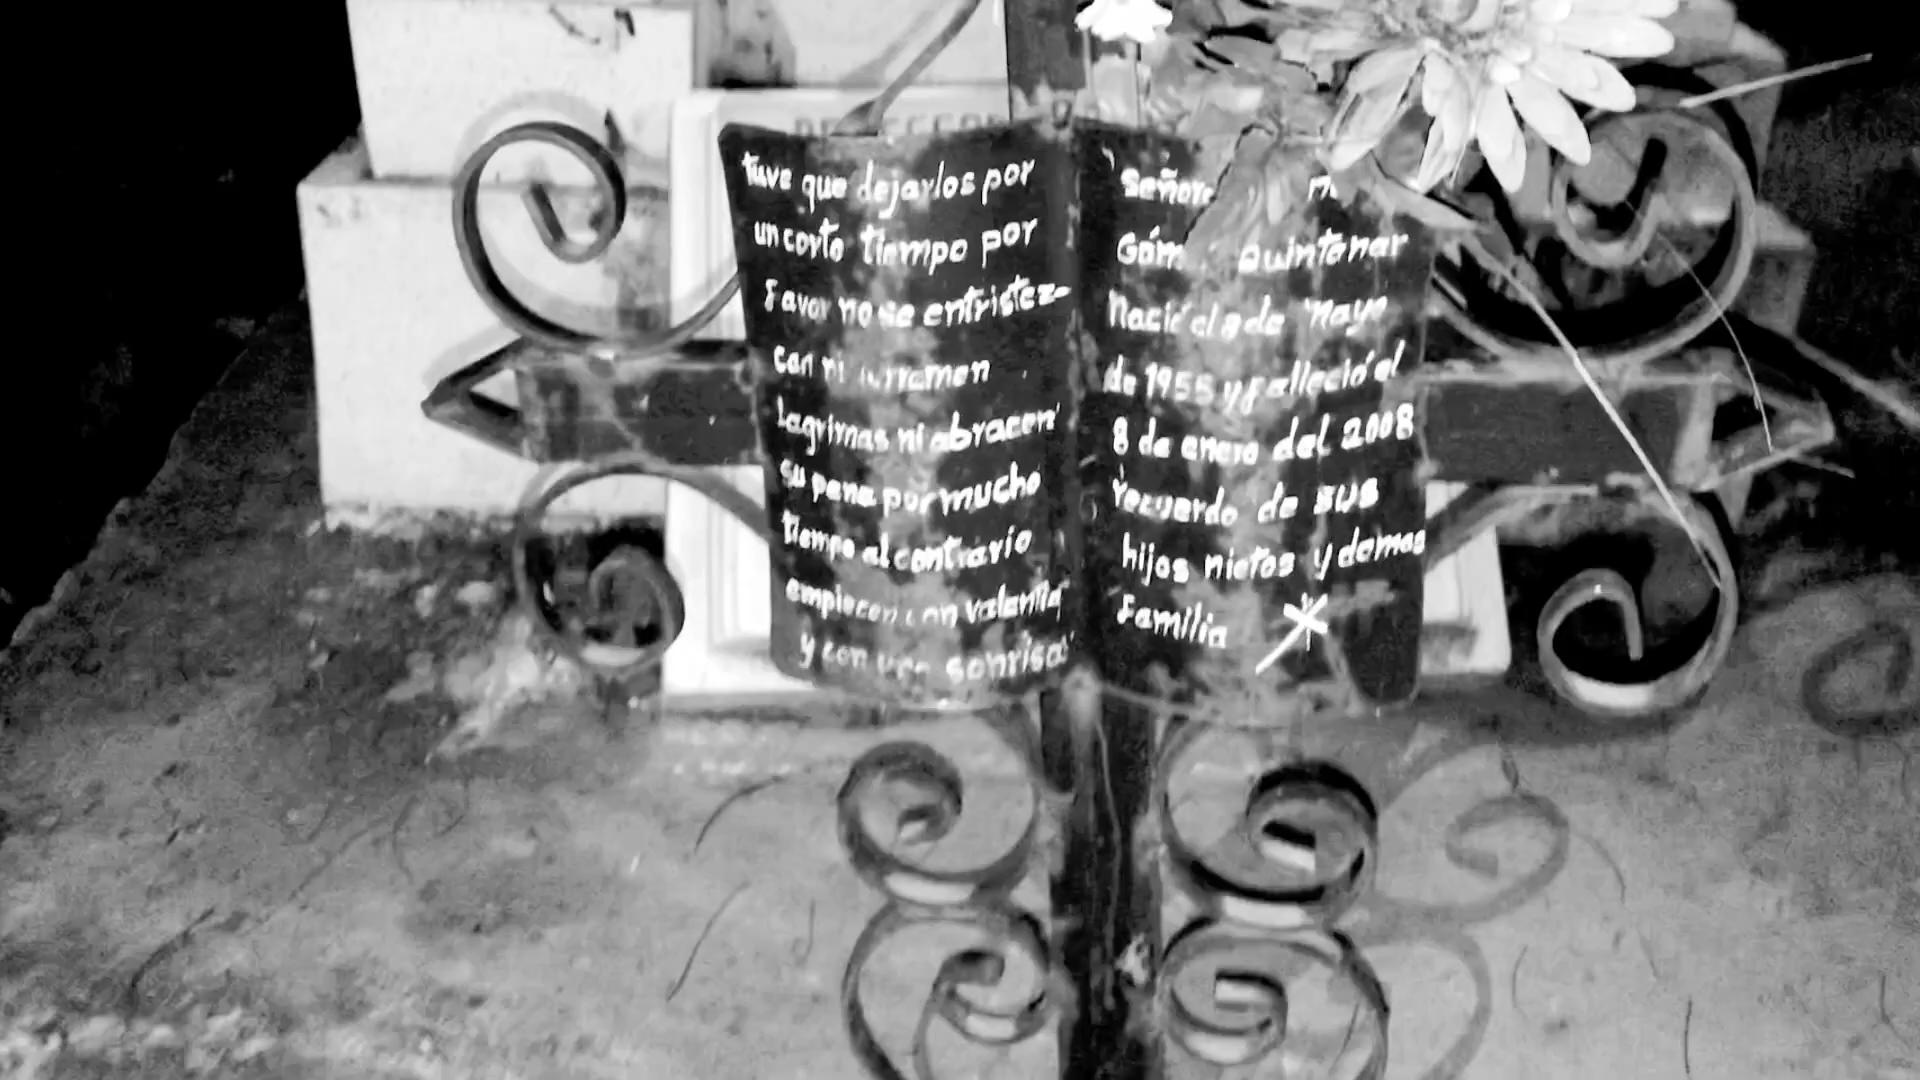 tuve que dejarlos por
un corto tiempo por
Favor no se entristez-
can ni
lagrimas ni abracen
su pena por mucho
tiempo al contrario
empiecen con valentia
y con una sonrisa
Señora
Quintanar
Nació el de Mayo
de 1955 y falleció el
8 de enero del 2008
recuerdo de sus
hijos nietos y demas
Familia